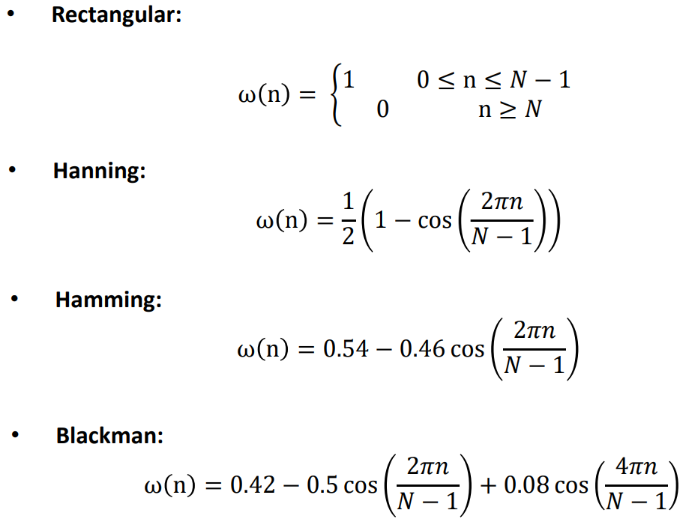 • Rectangular:
ω(n) = { 1 0 ≤ n ≤ N − 1
0 n ≥ N
• Hanning:
ω(n) = 1/2 (1 − cos(2πn / (N − 1)))
• Hamming:
ω(n) = 0.54 − 0.46 cos(2πn / (N − 1))
• Blackman:
ω(n) = 0.42 − 0.5 cos(2πn / (N − 1)) + 0.08 cos(4πn / (N − 1))